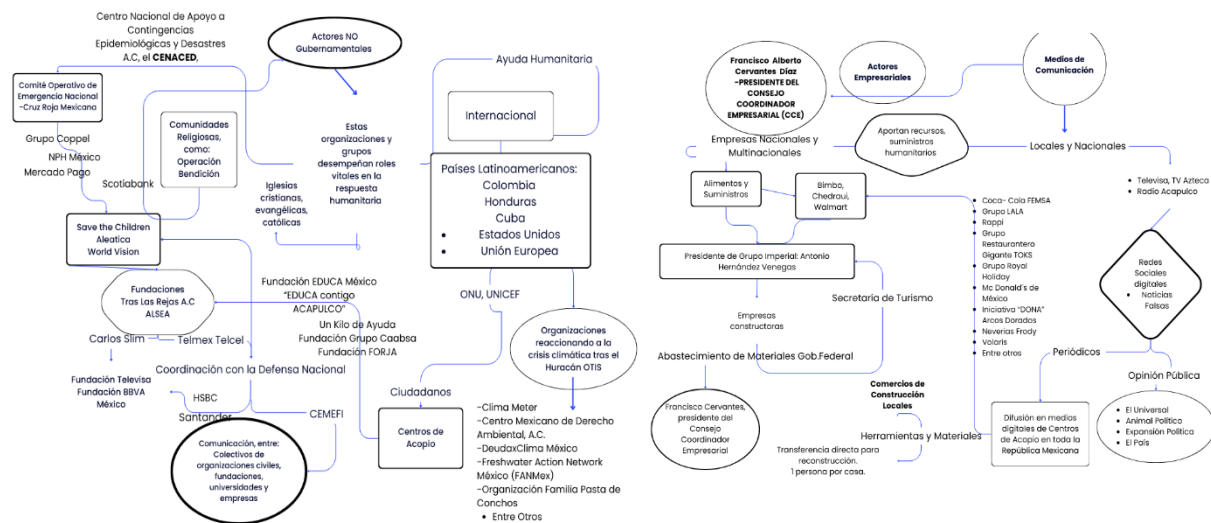 Centro Nacional de Apoyo a
Contingencias
Epidemiológicas y Desastres
A.C, el CENACED,
Actores NO
Gubernamentales
Ayuda Humanitaria
Comité Operativo de
Emergencio Nacional
-Cruz Roja Mexicana
Grupo Coppel
NPH México
Mercado Pago
Scotiabank
Comunidades
Religiosas,
como:
Operación
Bendición
Estas
organizaciones y
grupos
desempeñan roles
vitales en la
respuesta
humanitaria
Iglesias
cristianas,
evangélicas,
católicas
Internacional
Países Latinoamericanos:
Colombia
Honduras
Cuba
• Estados Unidos
• Unión Europea
Save the Children
Aleatica
World Vision
Fundaciones
Tras Las Rejas A.C
ALSEA
Fundación EDUCA México
“EDUCA contigo
ACAPULCO”
Un Kilo de Ayuda
Fundación Grupo Caabsa
Fundación FORJA
ONU, UNICEF
Organizaciones
reaccionando a la
crisis climática tras el
Huracán OTIS
Carlos Slim
Telmex Telcel
Coordinación con la Defensa Nacional
Fundación Televisa
Fundación BBVA
México
HSBC
Santander
CEMEFI
Ciudadanos
Centros de
Acopio
Comunicación, entre:
Colectivos de
organizaciones civiles,
fundaciones,
universidades y
empresas
-Clima Meter
-Centro Mexicano de Derecho
Ambiental, A.C.
-DeudaxClima México
-Freshwater Action Network
México (FANMex)
-Organización Familia Pasta de
Conchos
• Entre Otros
Francisco Alberto
Cervantes Díaz
-PRESIDENTE DEL
CONSEJO
COORDINADOR
EMPRESARIAL (CCE)
Actores
Empresariales
Medios de
Comunicación
Empresas Nacionales y
Multinacionales
Aportan recursos,
suministros
humanitarios
Locales y Nacionales
Alimentos y
Suministros
Bimbo,
Chedraui,
Walmart
• Televisa, TV Azteca
• Radio Acapulco
• Coca- Cola FEMSA
• Grupo LALA
• Rappi
• Grupo
Restaurantero
Gigante TOKS
• Grupo Royal
Holiday
• Mc Donald´s de
México
• Iniciativa “DONA”
Arcos Dorados
• Neverias Frody
• Volaris
• Entre otros
Presidente de Grupo Imperial: Antonio
Hernández Venegas
Redes
Sociales
digitales
• Noticias
Falsas
Secretaria de Turismo
Empresas
constructoras
Abastecimiento de Materiales Gob.Federal
Periódicos
Opinión Pública
Francisco Cervantes,
presidente del
Consejo
Coordinador
Empresarial
Comercios de
Construcción
Locales
Herramientas y Materiales
Transferencia directa para
reconstrucción.
1 persona por casa.
Difusión en medios
digitales de Centros
de Acopio en toda la
República Mexicana
• El Universal
• Animal Político
• Expansión Política
• El País